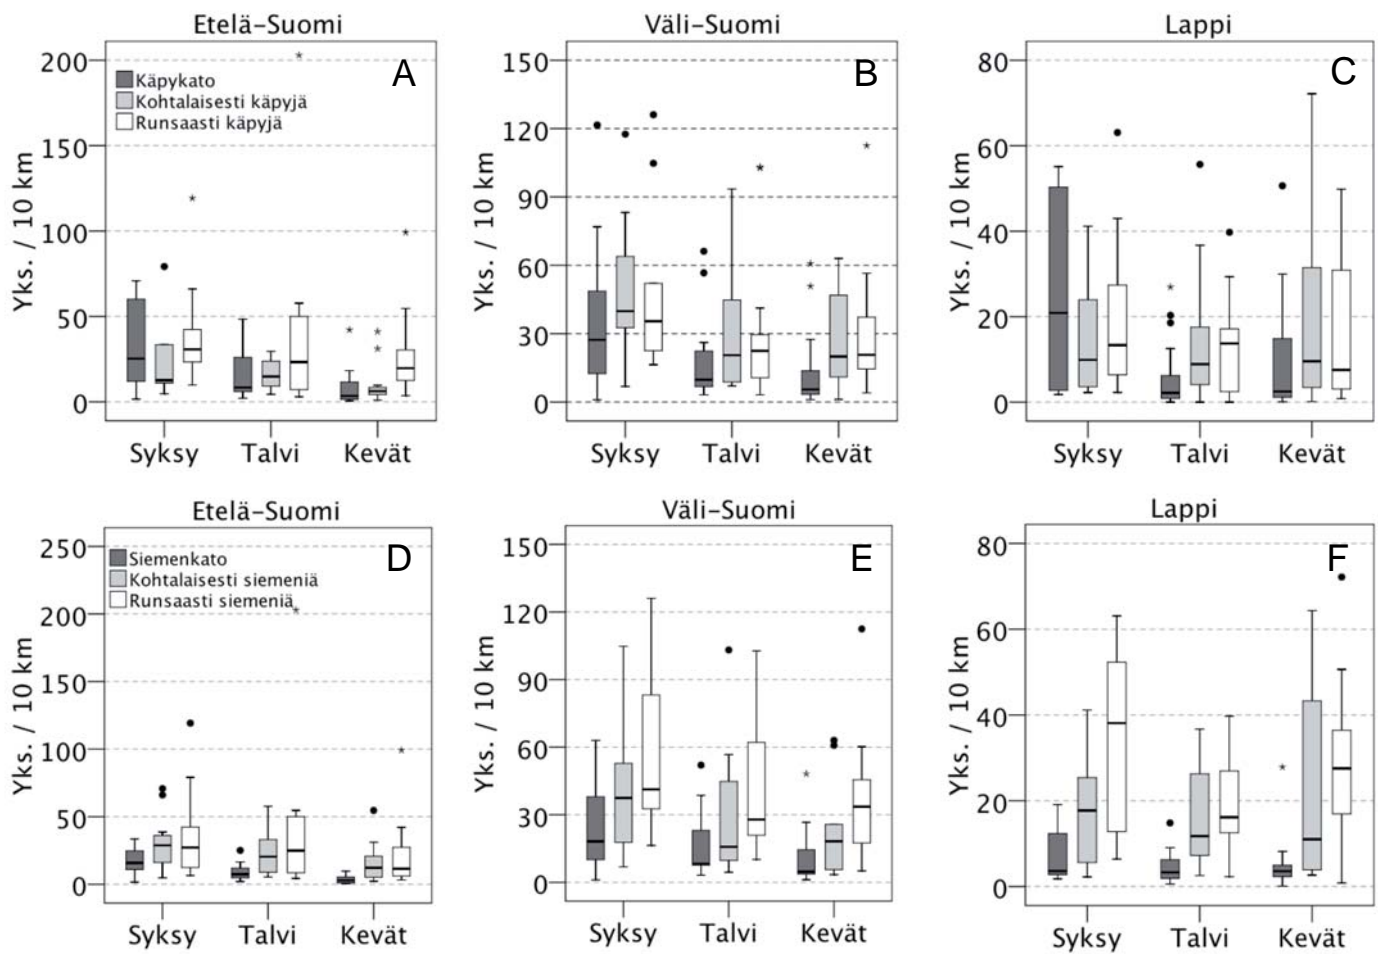 Etelä-Suomi
A
200
150
100
50
0
Yks. / 10 km
Käpykato
Kohtalaisesti käpyjä
Runsaasti käpyjä
Syksy Talvi Kevät
Väli-Suomi
B
150
120
90
60
30
0
Yks. / 10 km
Syksy Talvi Kevät
Lappi
C
80
60
40
20
0
Yks. / 10 km
Syksy Talvi Kevät
Etelä-Suomi
D
250
200
150
100
50
0
Yks. / 10 km
Siemenkato
Kohtalaisesti siemeniä
Runsaasti siemeniä
Syksy Talvi Kevät
Väli-Suomi
E
150
120
90
60
30
0
Yks. / 10 km
Syksy Talvi Kevät
Lappi
F
80
60
40
20
0
Yks. / 10 km
Syksy Talvi Kevät